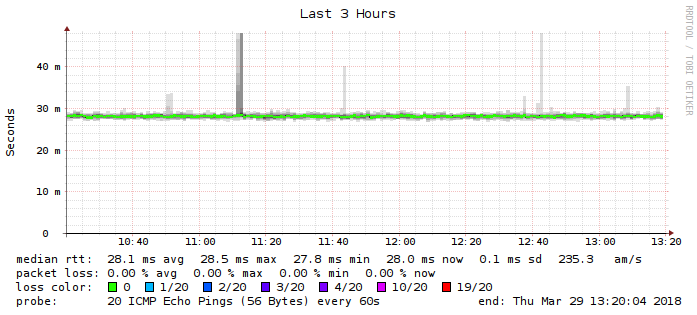 Last 3 Hours
RRDTOOL / TOBI OETIKER
Seconds
40 m
30 m
20 m
10 m
0
10:40 11:00 11:20 11:40 12:00 12:20 12:40 13:00 13:20
median rtt: 28.1 ms avg 28.5 ms max 27.8 ms min 28.0 ms now 0.1 ms sd 235.3 am/s
packet loss: 0.00 % avg 0.00 % max 0.00 % min 0.00 % now
loss color: 0 1/20 2/20 3/20 4/20 10/20 19/20
probe: 20 ICMP Echo Pings (56 Bytes) every 60s end: Thu Mar 29 13:20:04 2018